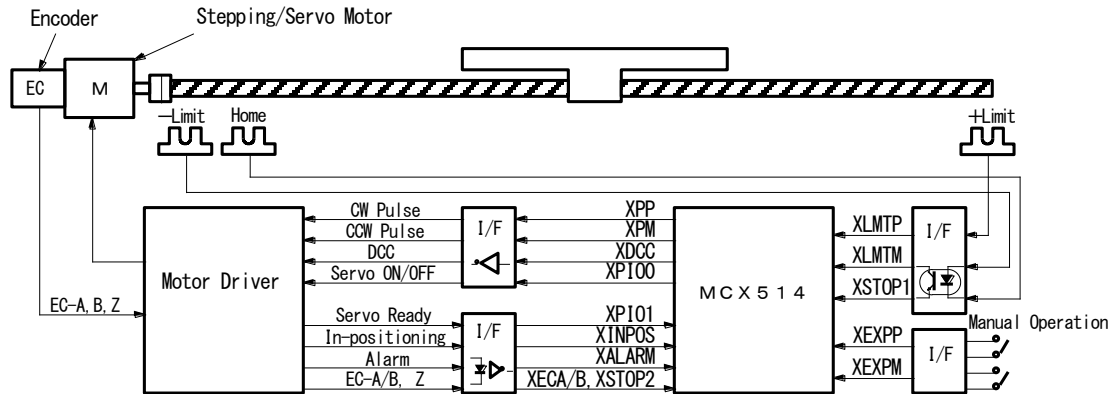 Encoder
Stepping/Servo Motor
EC
M
−Limit
Home
+Limit
CW Pulse
XPP
CCW Pulse
XPM
DCC
XDCC
Servo ON/OFF
XPIO0
I/F
XLMTP
XLMTM
XSTOP1
I/F
Motor Driver
MCX514
EC-A, B, Z
Servo Ready
XPIO1
In-positioning
XINPOS
Alarm
XALARM
EC-A/B, Z
XECA/B, XSTOP2
I/F
XEXPP
XEXPM
I/F
Manual Operation